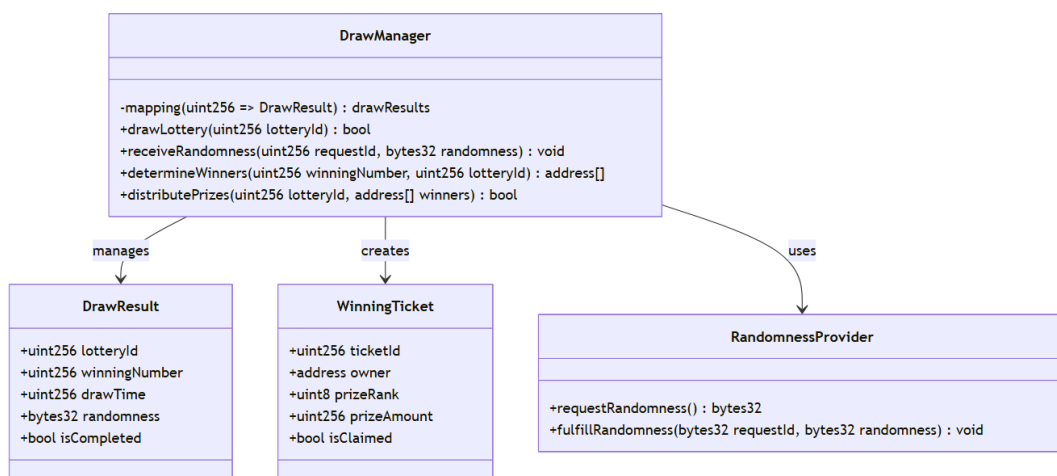 DrawManager
-mapping(uint256 => DrawResult) : drawResults
+drawLottery(uint256 lotteryId) : bool
+receiveRandomness(uint256 requestId, bytes32 randomness) : void
+determineWinners(uint256 winningNumber, uint256 lotteryId) : address[]
+distributePrizes(uint256 lotteryId, address[] winners) : bool
manages
creates
uses
DrawResult
+uint256 lotteryId
+uint256 winningNumber
+uint256 drawTime
+bytes32 randomness
+bool isCompleted
WinningTicket
+uint256 ticketId
+address owner
+uint8 prizeRank
+uint256 prizeAmount
+bool isClaimed
RandomnessProvider
+requestRandomness() : bytes32
+fulfillRandomness(bytes32 requestId, bytes32 randomness) : void